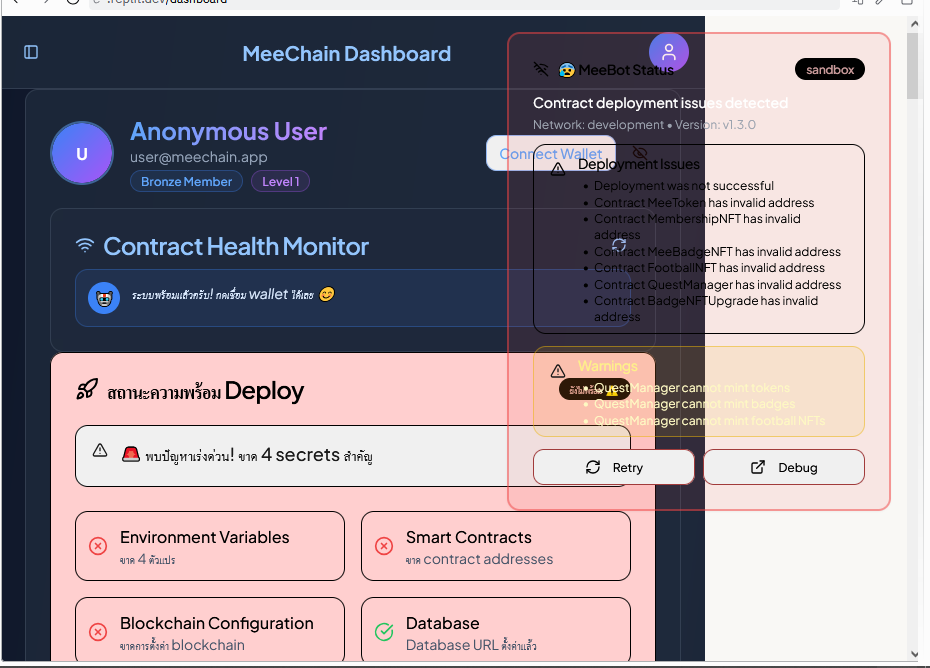 .replit.dev/dashboard
MeeChain Dashboard
U
Anonymous User
user@meechain.app
Bronze Member
Level 1
Connect Wallet
Contract Health Monitor
ระบบพร้อมแล้วครับ! กดเชื่อม wallet ได้เลย 😊
สถานะความพร้อม Deploy
ยังไม่พร้อม ⚠️
🚨 พบปัญหาเร่งด่วน! ขาด 4 secrets สำคัญ
Environment Variables
ขาด 4 ตัวแปร
Smart Contracts
ขาด contract addresses
Blockchain Configuration
ขาดการตั้งค่า blockchain
Database
Database URL ตั้งค่าแล้ว
😰 MeeBot Status
sandbox
Contract deployment issues detected
Network: development • Version: v1.3.0
Deployment Issues
• Deployment was not successful
• Contract MeeToken has invalid address
• Contract MembershipNFT has invalid
address
• Contract MeeBadgeNFT has invalid address
• Contract FootballNFT has invalid address
• Contract QuestManager has invalid address
• Contract BadgeNFTUpgrade has invalid
address
Warnings
• QuestManager cannot mint tokens
• QuestManager cannot mint badges
• QuestManager cannot mint football NFTs
Retry
Debug